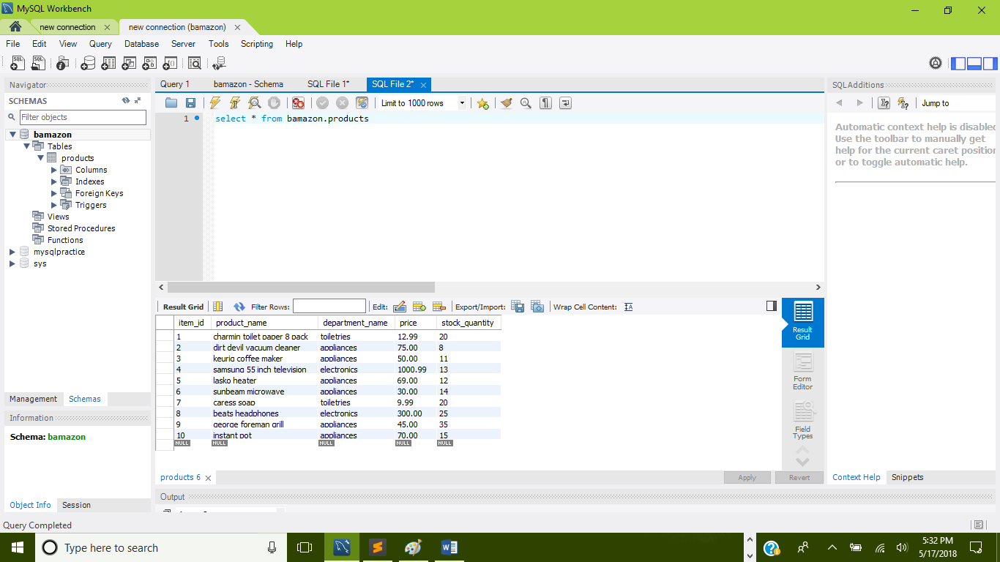 MySQL Workbench
new connection
new connection (bamazon)
File Edit View Query Database Server Tools Scripting Help
Navigator
SCHEMAS
Filter objects
bamazon
Tables
products
Columns
Indexes
Foreign Keys
Triggers
Views
Stored Procedures
Functions
mysqlpractice
sys
Management Schemas
Information
Schema: bamazon
Object Info Session
Query 1 bamazon - Schema SQL File 1* SQL File 2*
Limit to 1000 rows
1 select * from bamazon.products
Result Grid Filter Rows: Edit: Export/Import: Wrap Cell Content:
item_id product_name department_name price stock_quantity
1 charmin toilet paper 8 pack toiletries 12.99 20
2 dirt devil vacuum cleaner appliances 75.00 8
3 keurig coffee maker appliances 50.00 11
4 samsung 55 inch television electronics 1000.99 13
5 lasko heater appliances 69.00 12
6 sunbeam microwave appliances 30.00 14
7 caress soap toiletries 9.99 20
8 beats headphones electronics 300.00 25
9 george foreman grill appliances 45.00 35
10 instant pot appliances 70.00 15
NULL NULL NULL NULL NULL
Result
Grid
Form
Editor
Field
Types
products 6
Apply Revert
Output
SQLAdditions
Jump to
Automatic context help is disabled
Use the toolbar to manually get
help for the current caret position
or to toggle automatic help.
Context Help Snippets
Query Completed
Type here to search
5:32 PM
5/17/2018